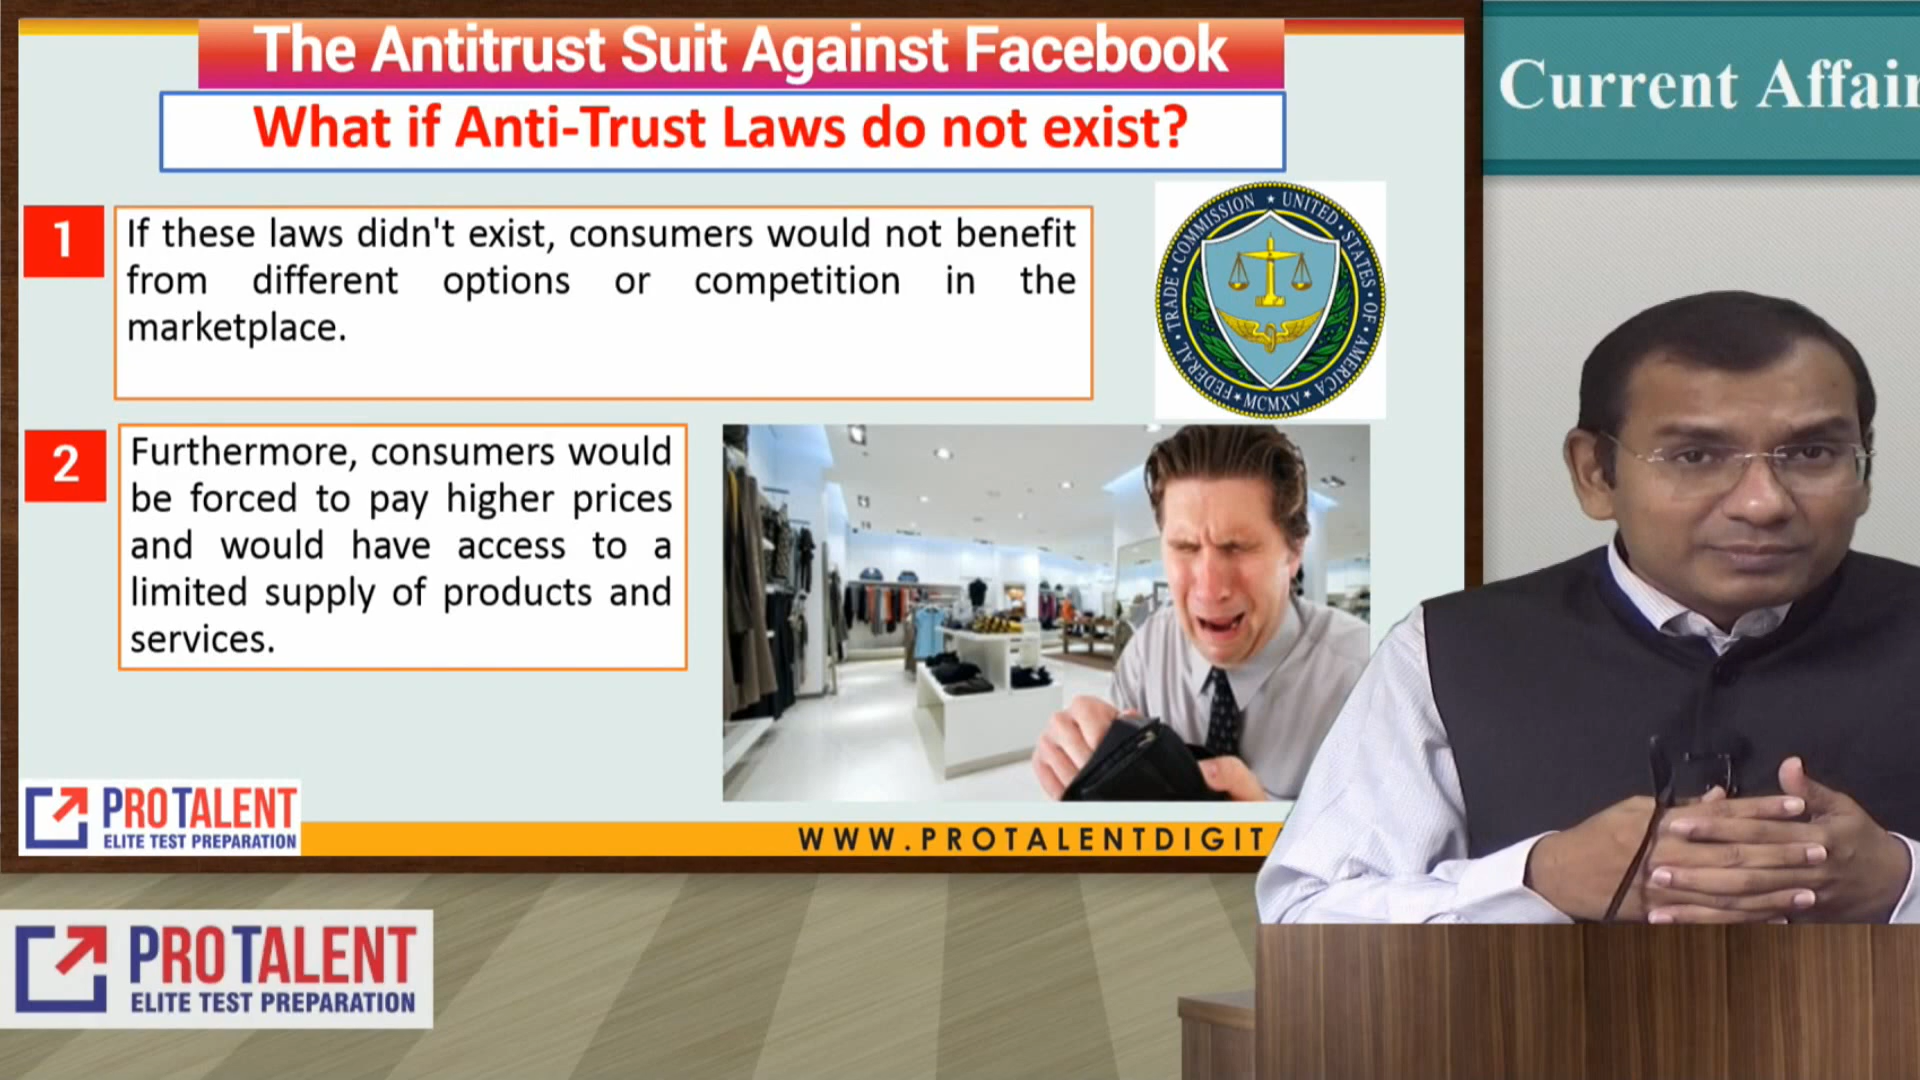 The Antitrust Suit Against Facebook
What if Anti-Trust Laws do not exist?
Current Affair
1
If these laws didn't exist, consumers would not benefit
from different options or competition in the
marketplace.
FEDERAL • TRADE • COMMISSION ★ UNITED • STATES • OF • AMERICA
★ MCMXV ★
2
Furthermore, consumers would
be forced to pay higher prices
and would have access to a
limited supply of products and
services.
PROTALENT
ELITE TEST PREPARATION
WWW.PROTALENTDIGIT
PROTALENT
ELITE TEST PREPARATION